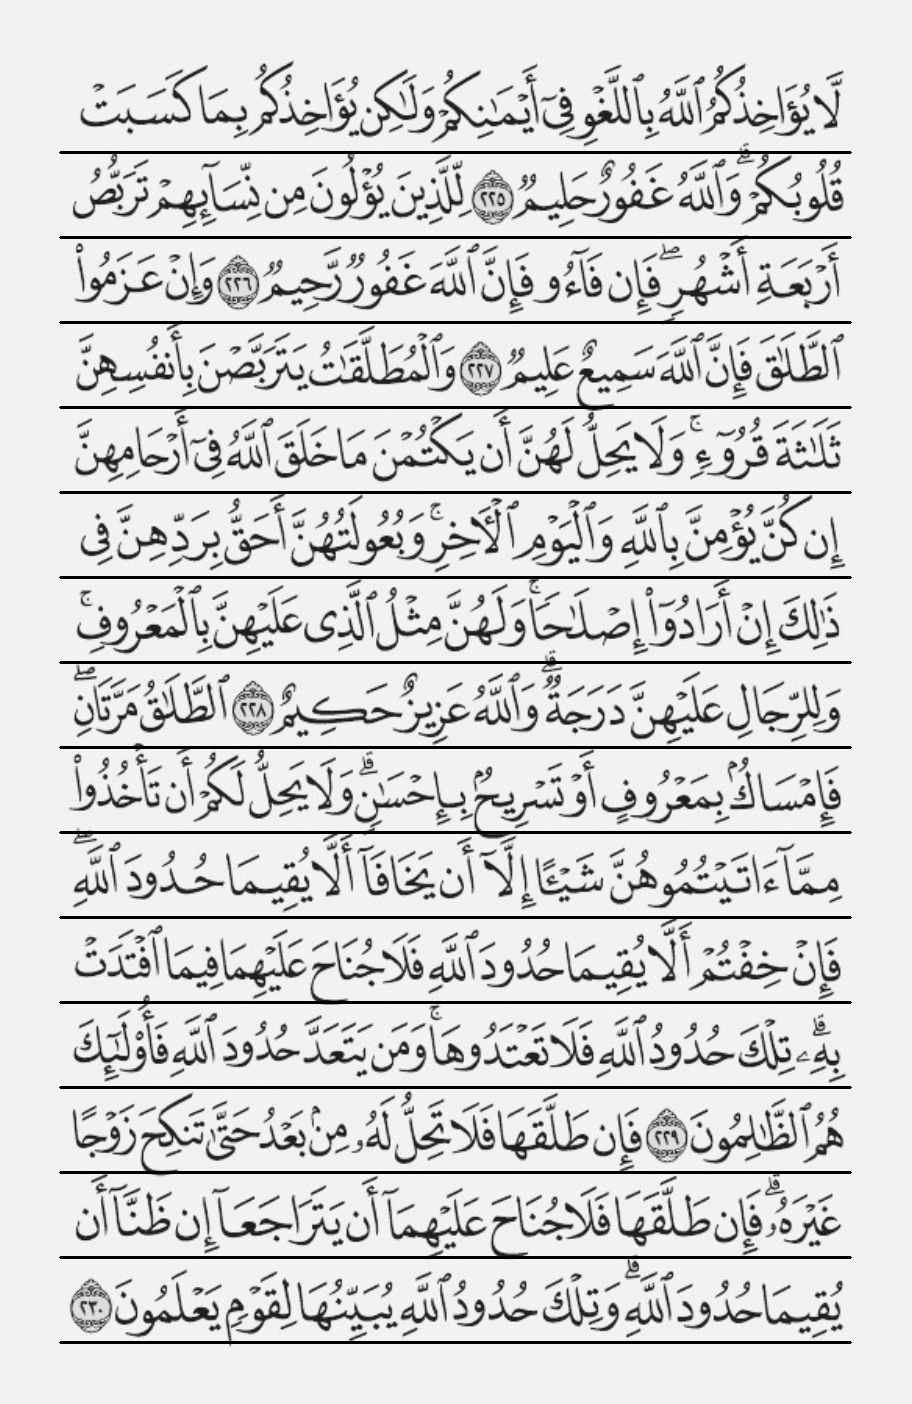 لَّا يُؤَاخِذُكُمُ ٱللَّهُ بِٱللَّغْوِ فِىٓ أَيْمَـٰنِكُمْ وَلَـٰكِن يُؤَاخِذُكُم بِمَا كَسَبَتْ
قُلُوبُكُمْ ۗ وَٱللَّهُ غَفُورٌ حَلِيمٌ ٢٢٥ لِّلَّذِينَ يُؤْلُونَ مِن نِّسَآئِهِمْ تَرَبُّصُ
أَرْبَعَةِ أَشْهُرٍ ۖ فَإِن فَآءُو فَإِنَّ ٱللَّهَ غَفُورٌ رَّحِيمٌ ٢٢٦ وَإِنْ عَزَمُوا۟
ٱلطَّلَـٰقَ فَإِنَّ ٱللَّهَ سَمِيعٌ عَلِيمٌ ٢٢٧ وَٱلْمُطَلَّقَـٰتُ يَتَرَبَّصْنَ بِأَنفُسِهِنَّ
ثَلَـٰثَةَ قُرُوٓءٍ ۚ وَلَا يَحِلُّ لَهُنَّ أَن يَكْتُمْنَ مَا خَلَقَ ٱللَّهُ فِىٓ أَرْحَامِهِنَّ
إِن كُنَّ يُؤْمِنَّ بِٱللَّهِ وَٱلْيَوْمِ ٱلْـَٔاخِرِ ۚ وَبُعُولَتُهُنَّ أَحَقُّ بِرَدِّهِنَّ فِى
ذَٰلِكَ إِنْ أَرَادُوٓا۟ إِصْلَـٰحًا ۚ وَلَهُنَّ مِثْلُ ٱلَّذِى عَلَيْهِنَّ بِٱلْمَعْرُوفِ ۚ
وَلِلرِّجَالِ عَلَيْهِنَّ دَرَجَةٌ ۗ وَٱللَّهُ عَزِيزٌ حَكِيمٌ ٢٢٨ ٱلطَّلَـٰقُ مَرَّتَانِ ۖ
فَإِمْسَاكٌۢ بِمَعْرُوفٍ أَوْ تَسْرِيحٌۢ بِإِحْسَـٰنٍ ۗ وَلَا يَحِلُّ لَكُمْ أَن تَأْخُذُوا۟
مِمَّآ ءَاتَيْتُمُوهُنَّ شَيْـًٔا إِلَّآ أَن يَخَافَآ أَلَّا يُقِيمَا حُدُودَ ٱللَّهِ ۖ
فَإِنْ خِفْتُمْ أَلَّا يُقِيمَا حُدُودَ ٱللَّهِ فَلَا جُنَاحَ عَلَيْهِمَا فِيمَا ٱفْتَدَتْ
بِهِۦ ۗ تِلْكَ حُدُودُ ٱللَّهِ فَلَا تَعْتَدُوهَا ۚ وَمَن يَتَعَدَّ حُدُودَ ٱللَّهِ فَأُو۟لَـٰٓئِكَ
هُمُ ٱلظَّـٰلِمُونَ ٢٢٩ فَإِن طَلَّقَهَا فَلَا تَحِلُّ لَهُۥ مِنۢ بَعْدُ حَتَّىٰ تَنكِحَ زَوْجًا
غَيْرَهُۥ ۗ فَإِن طَلَّقَهَا فَلَا جُنَاحَ عَلَيْهِمَآ أَن يَتَرَاجَعَآ إِن ظَنَّآ أَن
يُقِيمَا حُدُودَ ٱللَّهِ ۗ وَتِلْكَ حُدُودُ ٱللَّهِ يُبَيِّنُهَا لِقَوْمٍ يَعْلَمُونَ ٢٣٠